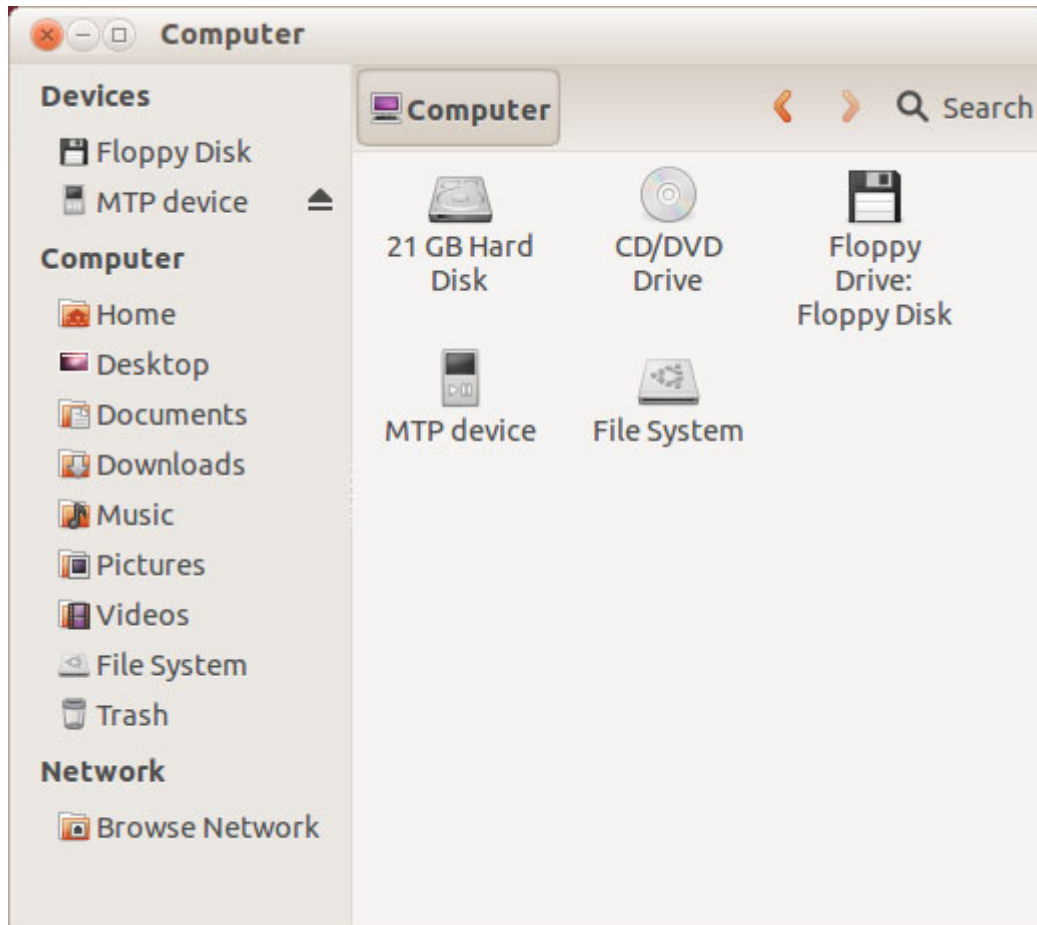 Computer
Devices
Floppy Disk
MTP device
Computer
Home
Desktop
Documents
Downloads
Music
Pictures
Videos
File System
Trash
Network
Browse Network
Computer
Search
21 GB Hard
Disk
CD/DVD
Drive
Floppy
Drive:
Floppy Disk
MTP device
File System